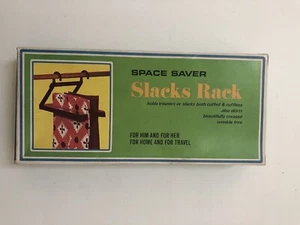 SPACE SAVER
Slacks Rack
holds trousers or slacks both cuffed & cuffless
also skirts
beautifully creased
wrinkle free
FOR HIM AND FOR HER
FOR HOME AND FOR TRAVEL